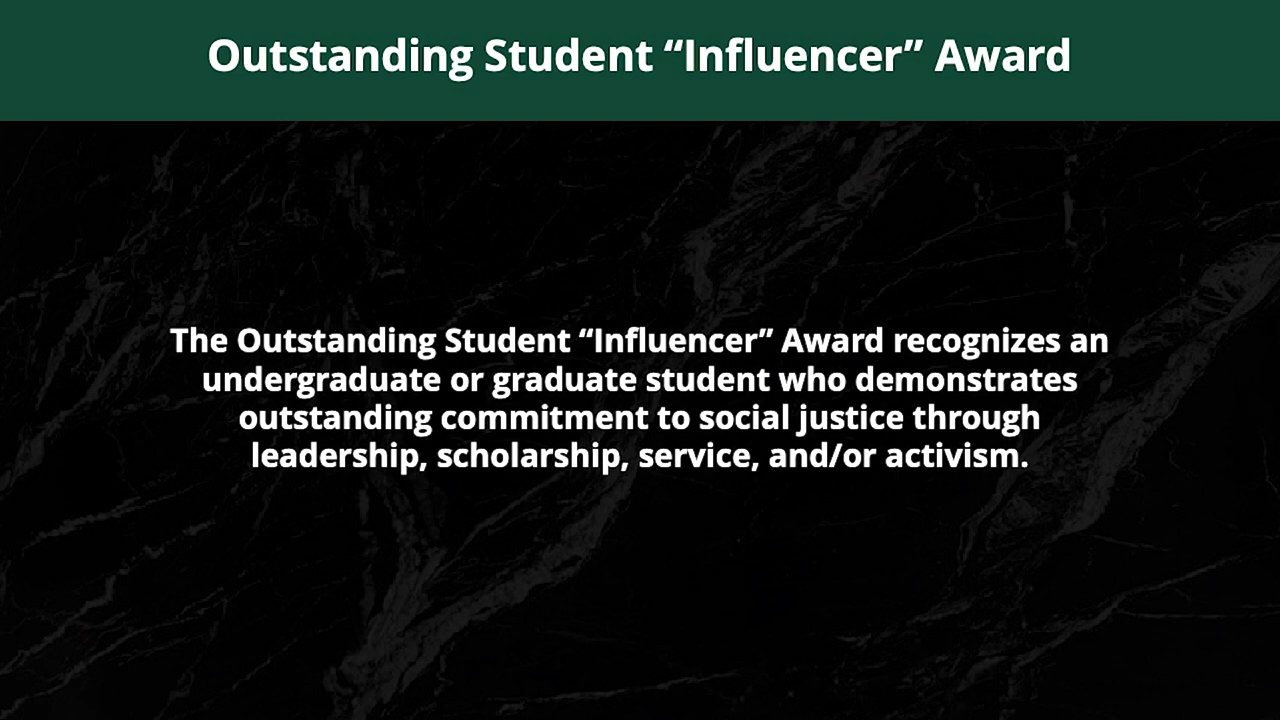 Outstanding Student “Influencer” Award
The Outstanding Student “Influencer” Award recognizes an
undergraduate or graduate student who demonstrates
outstanding commitment to social justice through
leadership, scholarship, service, and/or activism.